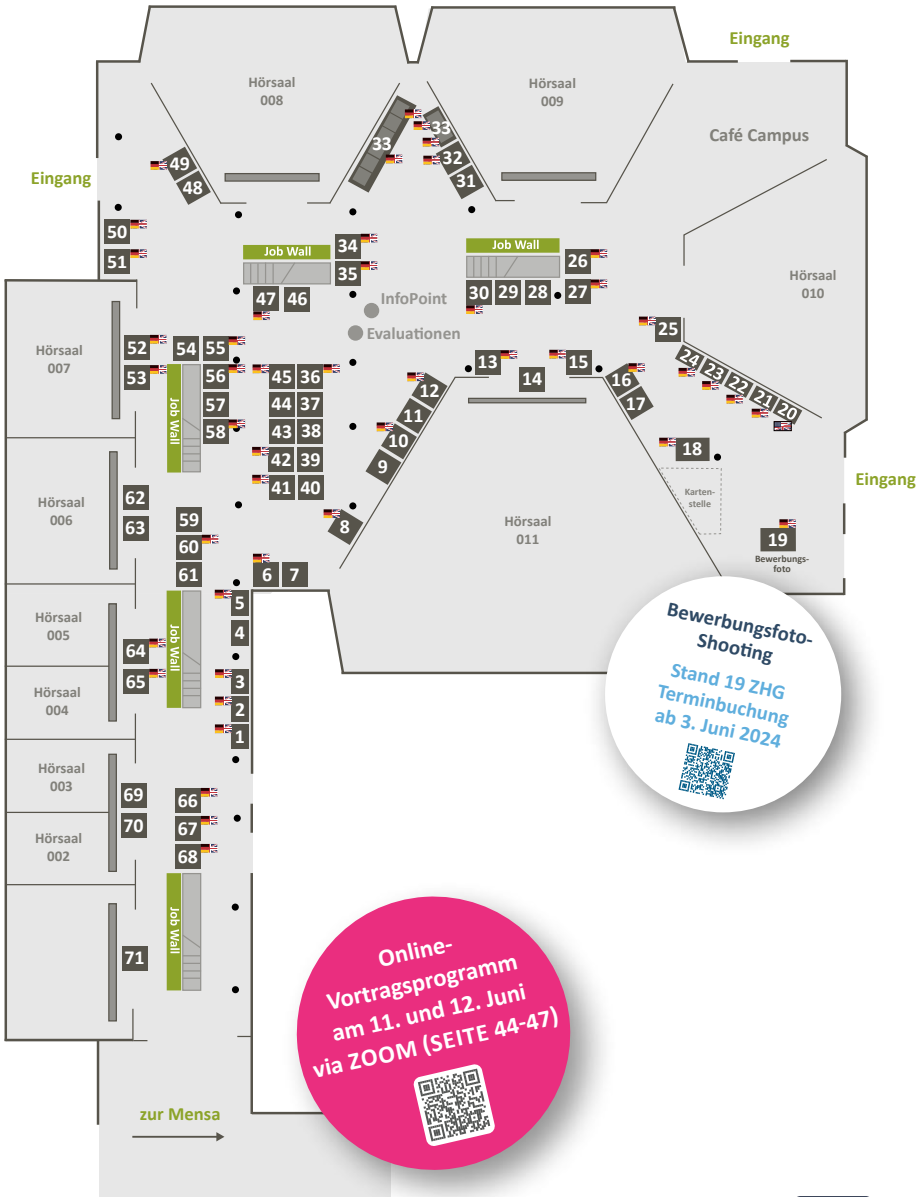 Eingang
Hörsaal
008
Hörsaal
009
Café Campus
33
33
49
48
32
31
Eingang
50
51
Job Wall
34
35
47
46
InfoPoint
Evaluationen
Job Wall
26
30
29
28
27
Hörsaal
010
Hörsaal
007
52
53
54
55
56
57
58
Job Wall
45
36
44
37
43
38
42
39
41
40
13
14
15
12
11
10
9
8
16
17
25
24
23
22
21
20
18
Karten-
stelle
Eingang
19
Bewerbungs-
foto
Hörsaal
006
62
63
59
60
61
Hörsaal
011
6
7
Hörsaal
005
64
65
Job Wall
5
4
3
2
1
Hörsaal
004
Bewerbungsfoto-
Shooting
Stand 19 ZHG
Terminbuchung
ab 3. Juni 2024
Hörsaal
003
69
70
66
67
68
Hörsaal
002
Job Wall
71
Online-
Vortragsprogramm
am 11. und 12. Juni
via ZOOM (SEITE 44-47)
zur Mensa